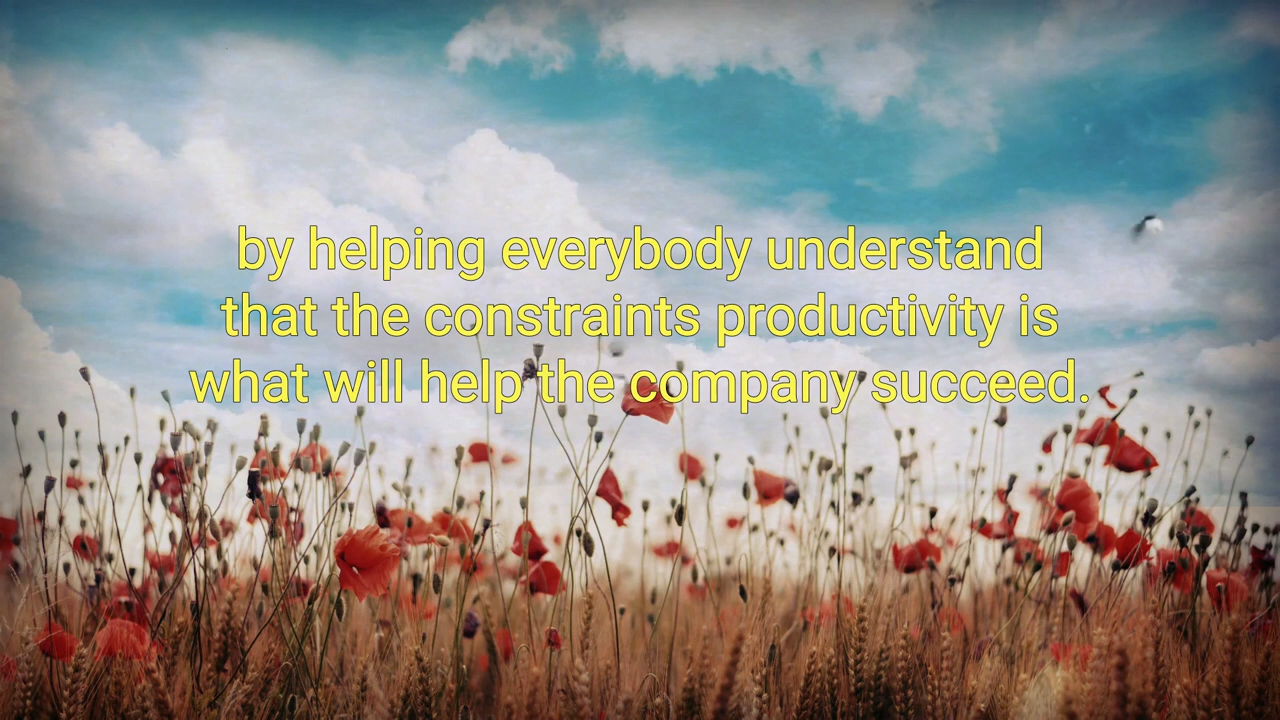 by helping everybody understand
that the constraints productivity is
what will help the company succeed.